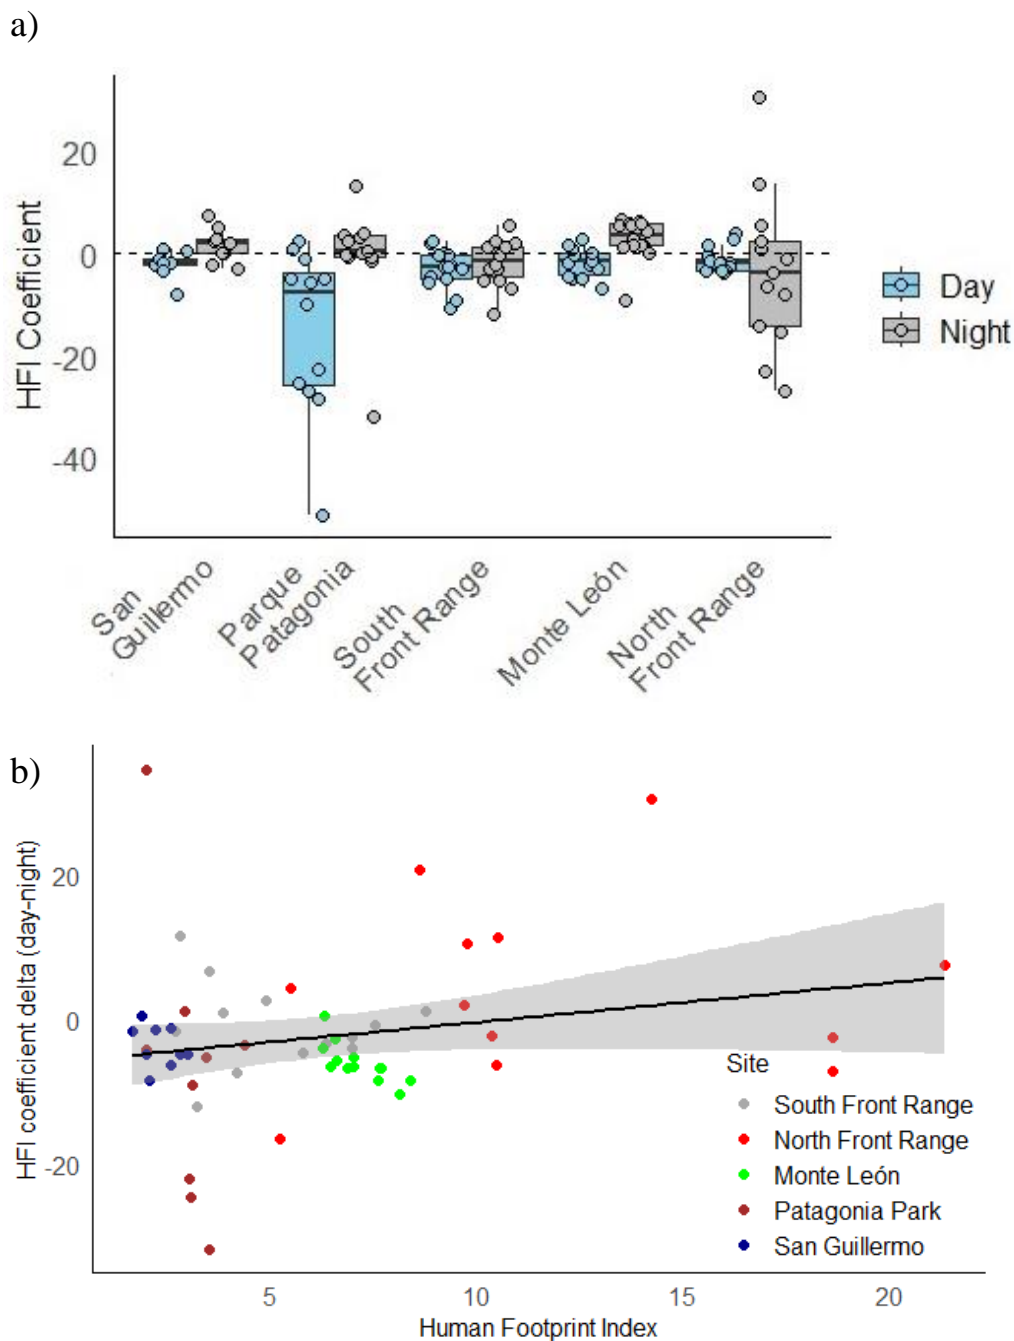 a)
HFI Coefficient
20
0
-20
-40
San
Guillermo
Parque
Patagonia
South
Front Range
Monte León
North
Front Range
Day
Night
b)
HFI coefficient delta (day-night)
20
0
-20
5
10
15
20
Human Footprint Index
Site
South Front Range
North Front Range
Monte León
Patagonia Park
San Guillermo